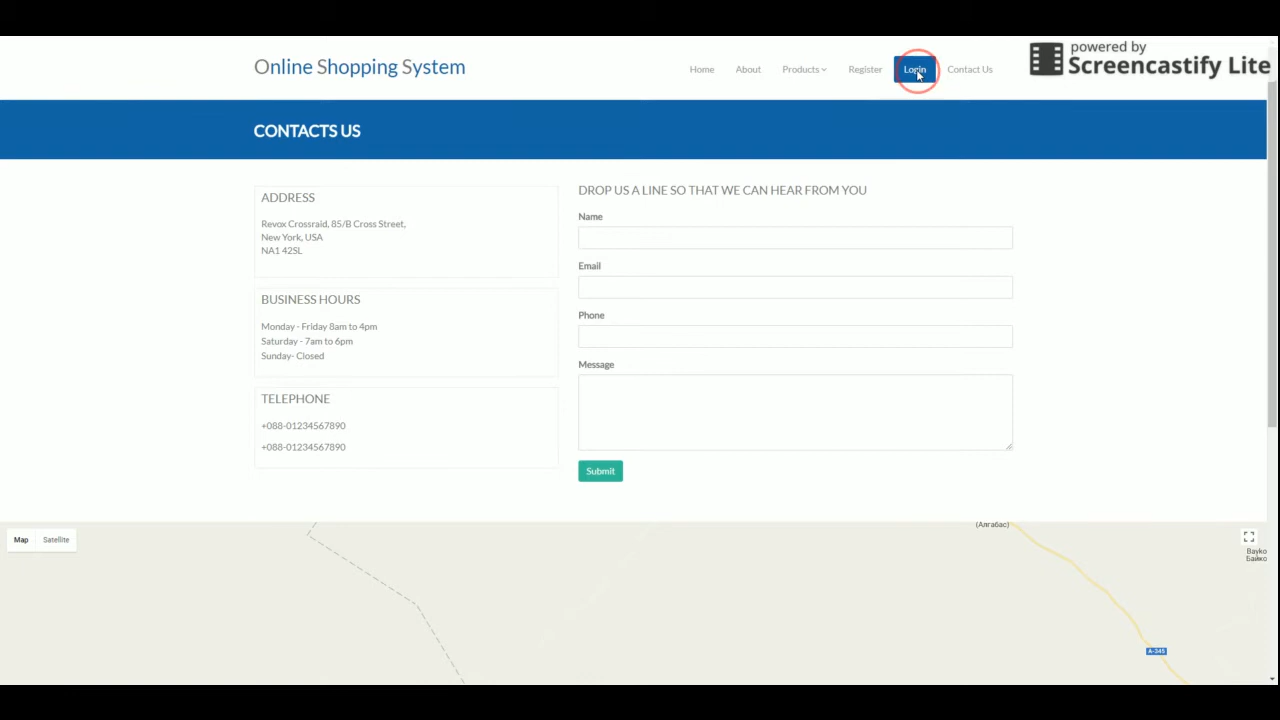 Online Shopping System
Home About Products Register Login Contact Us
powered by
Screencastify Lite
CONTACTS US
ADDRESS
Revox Crossraid, 85/B Cross Street,
New York, USA
NA1 42SL
BUSINESS HOURS
Monday - Friday 8am to 4pm
Saturday - 7am to 6pm
Sunday- Closed
TELEPHONE
+088-01234567890
+088-01234567890
DROP US A LINE SO THAT WE CAN HEAR FROM YOU
Name
Email
Phone
Message
Submit
Map Satellite
(Алгабас)
Bayko
Байко
A-345